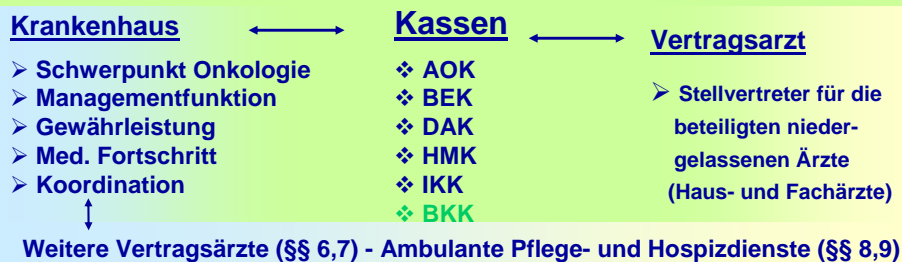 Krankenhaus
➢ Schwerpunkt Onkologie
➢ Managementfunktion
➢ Gewährleistung
➢ Med. Fortschritt
➢ Koordination
Kassen
❖ AOK
❖ BEK
❖ DAK
❖ HMK
❖ IKK
❖ BKK
Vertragsarzt
➢ Stellvertreter für die
beteiligten nieder-
gelassenen Ärzte
(Haus- und Fachärzte)
Weitere Vertragsärzte (§§ 6,7) - Ambulante Pflege- und Hospizdienste (§§ 8,9)